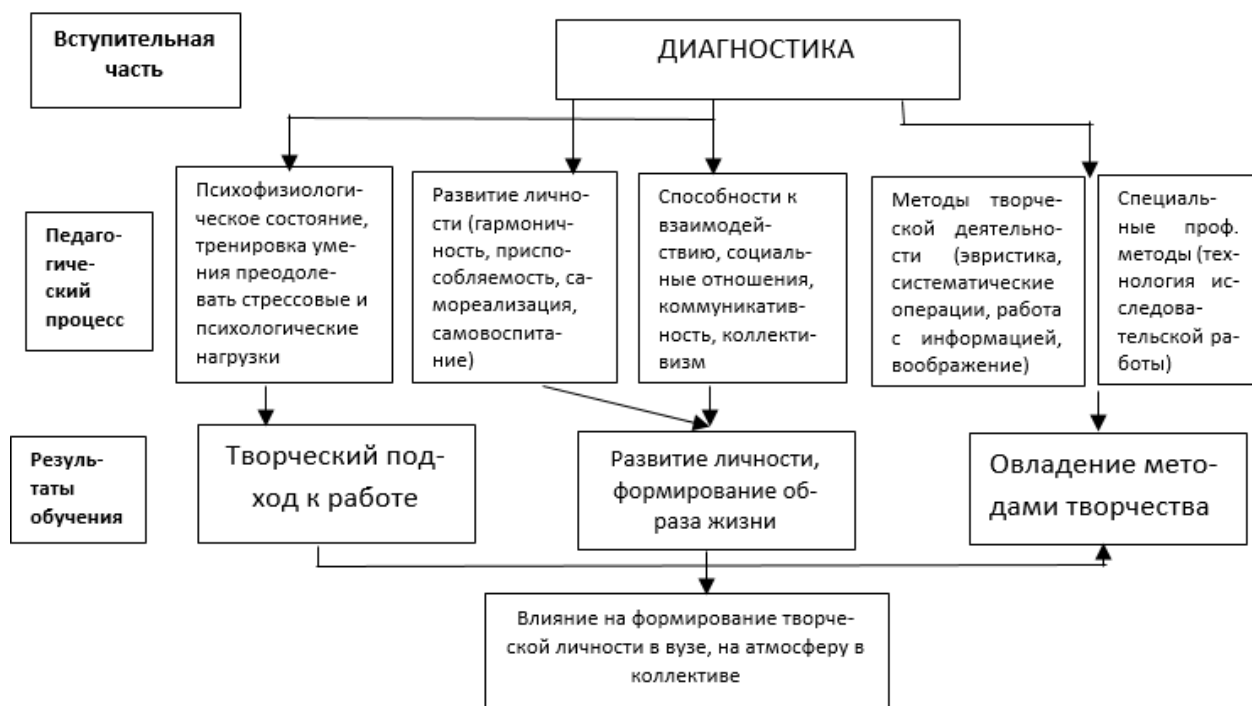 Вступительная
часть
ДИАГНОСТИКА
Педаго-
гичес-
ский
процесс
Психофизиологи-
ческое состояние,
тренировка уме-
ния преодоле-
вать стрессовые и
психологические
нагрузки
Развитие лично-
сти (гармонич-
ность, приспо-
собляемость, са-
мореализация,
самовоспита-
ние)
Способности к
взаимодей-
ствию, социаль-
ные отношения,
коммуникатив-
ность, коллекти-
визм
Методы творче-
ской деятельно-
сти (эвристика,
систематические
операции, работа
с информацией,
воображение)
Специаль-
ные проф.
методы (тех-
нология ис-
следова-
тельской ра-
боты)
Резуль-
таты
обучения
Творческий под-
ход к работе
Развитие личности,
формирование об-
раза жизни
Овладение мето-
дами творчества
Влияние на формирование творче-
ской личности в вузе, на атмосферу в
коллективе